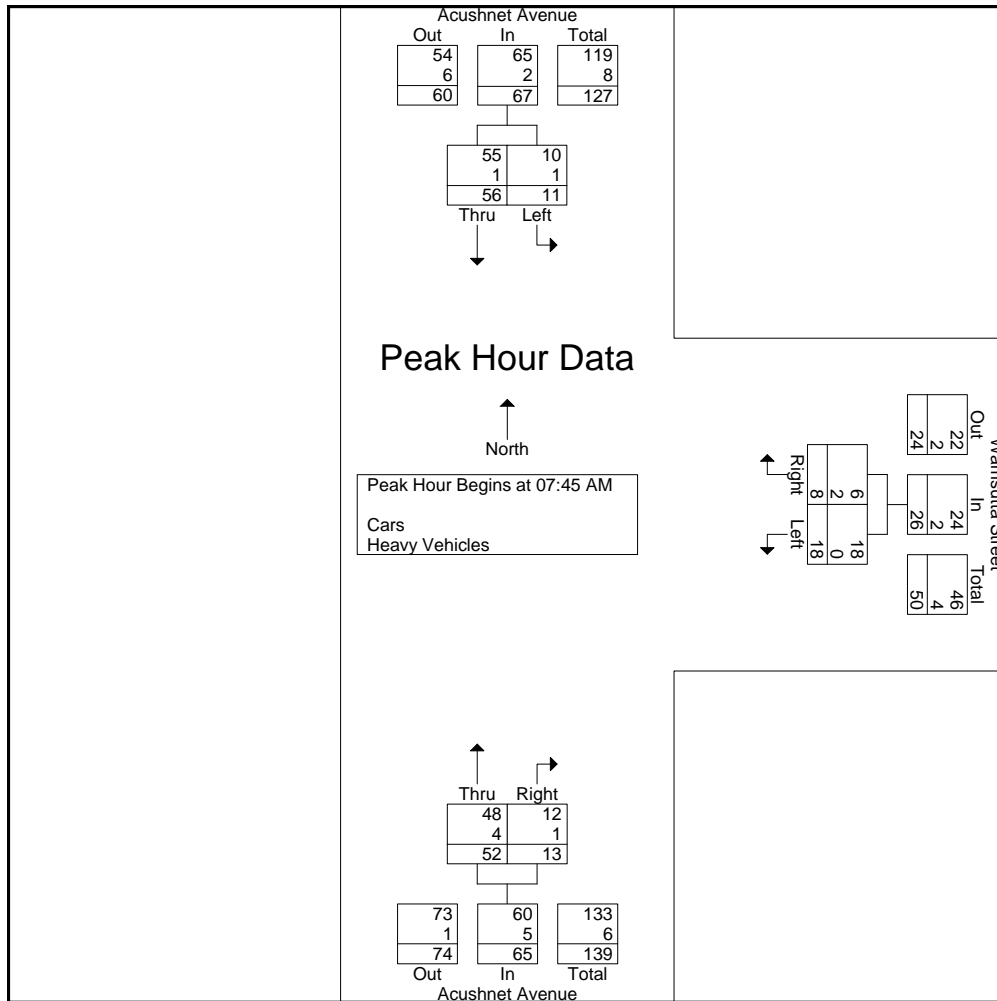 Acushnet Avenue
Out In Total
54 65 119
6 2 8
60 67 127
55 10
1 1
56 11
Thru Left
Peak Hour Data
North
Peak Hour Begins at 07:45 AM
Cars
Heavy Vehicles
Wamsutta Street
Out In Total
22 24 46
2 2 4
24 26 50
6 18
2 0
8 18
Right Left
Thru Right
48 12
4 1
52 13
73 60 133
1 5 6
74 65 139
Out In Total
Acushnet Avenue